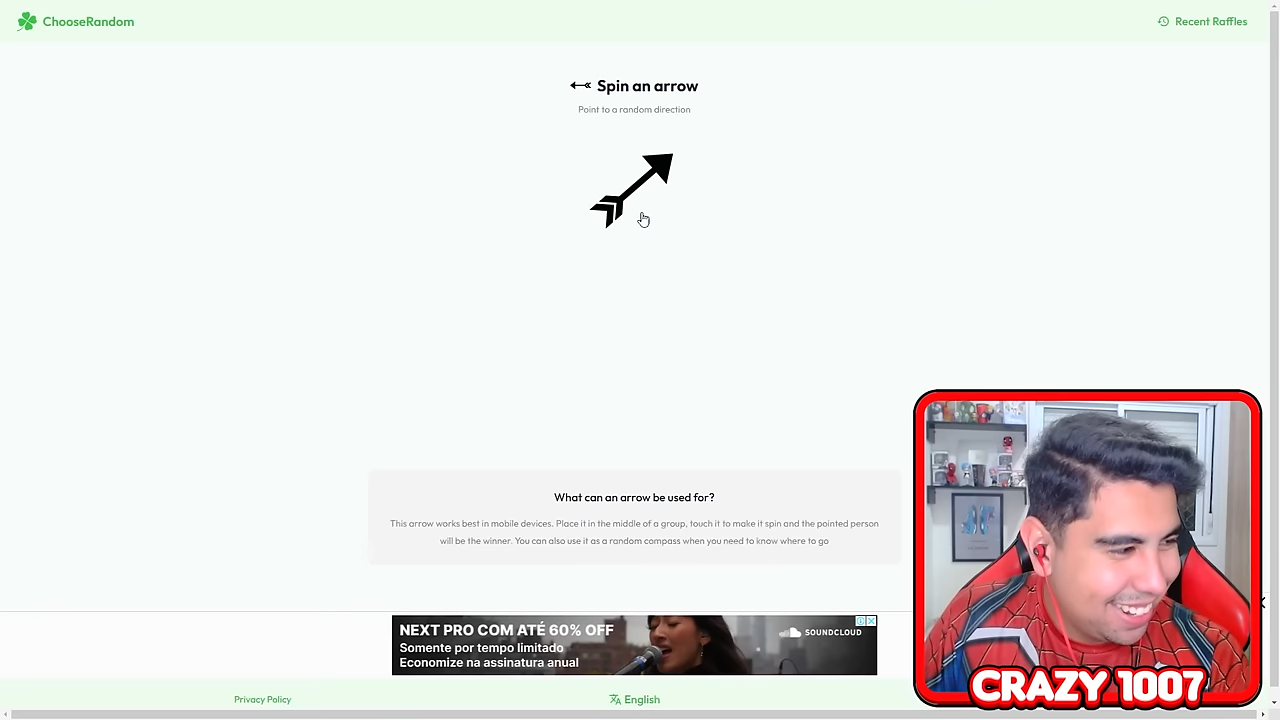 ChooseRandom
Recent Raffles
Spin an arrow
Point to a random direction
What can an arrow be used for?
This arrow works best in mobile devices. Place it in the middle of a group, touch it to make it spin and the pointed person
will be the winner. You can also use it as a random compass when you need to know where to go
NEXT PRO COM ATÉ 60% OFF
Somente por tempo limitado
Economize na assinatura anual
SOUNDCLOUD
Privacy Policy
English
CRAZY 1007